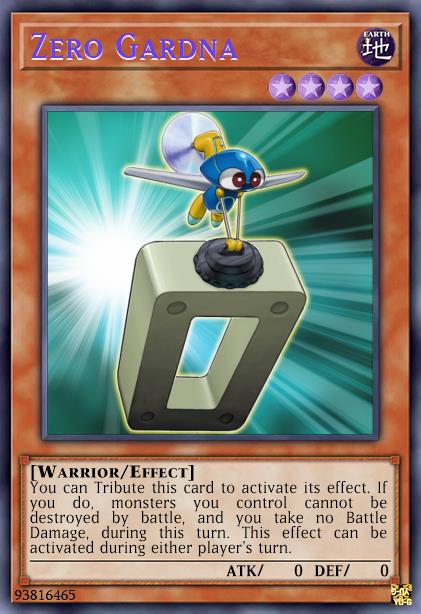 Zero Gardna
EARTH
地
[Warrior/Effect]
You can Tribute this card to activate its effect. If
you do, monsters you control cannot be
destroyed by battle, and you take no Battle
Damage, during this turn. This effect can be
activated during either player's turn.
ATK/ 0 DEF/ 0
93816465